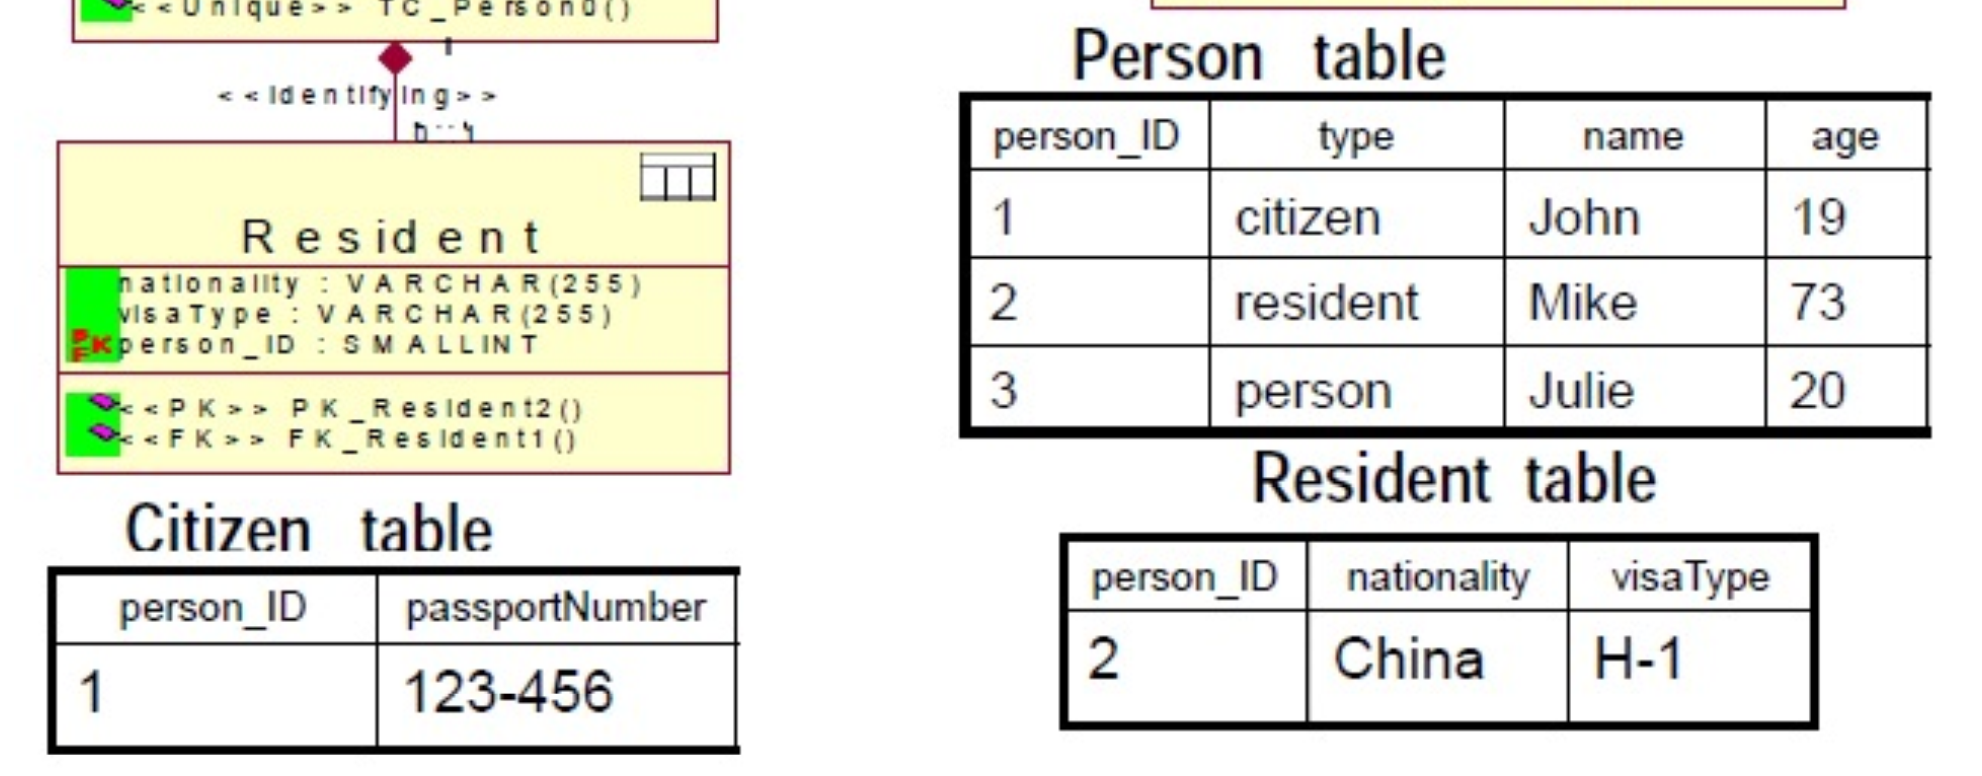 <<Unique>> TC_Person0()
1
<<Identifying>>
0..1
Resident
nationality : VARCHAR(255)
visaType : VARCHAR(255)
PK
F
person_ID : SMALLINT
<<PK>> PK_Resident2()
<<FK>> FK_Resident1()
Citizen table
person_ID passportNumber
1 123-456
Person table
person_ID type name age
1 citizen John 19
2 resident Mike 73
3 person Julie 20
Resident table
person_ID nationality visaType
2 China H-1